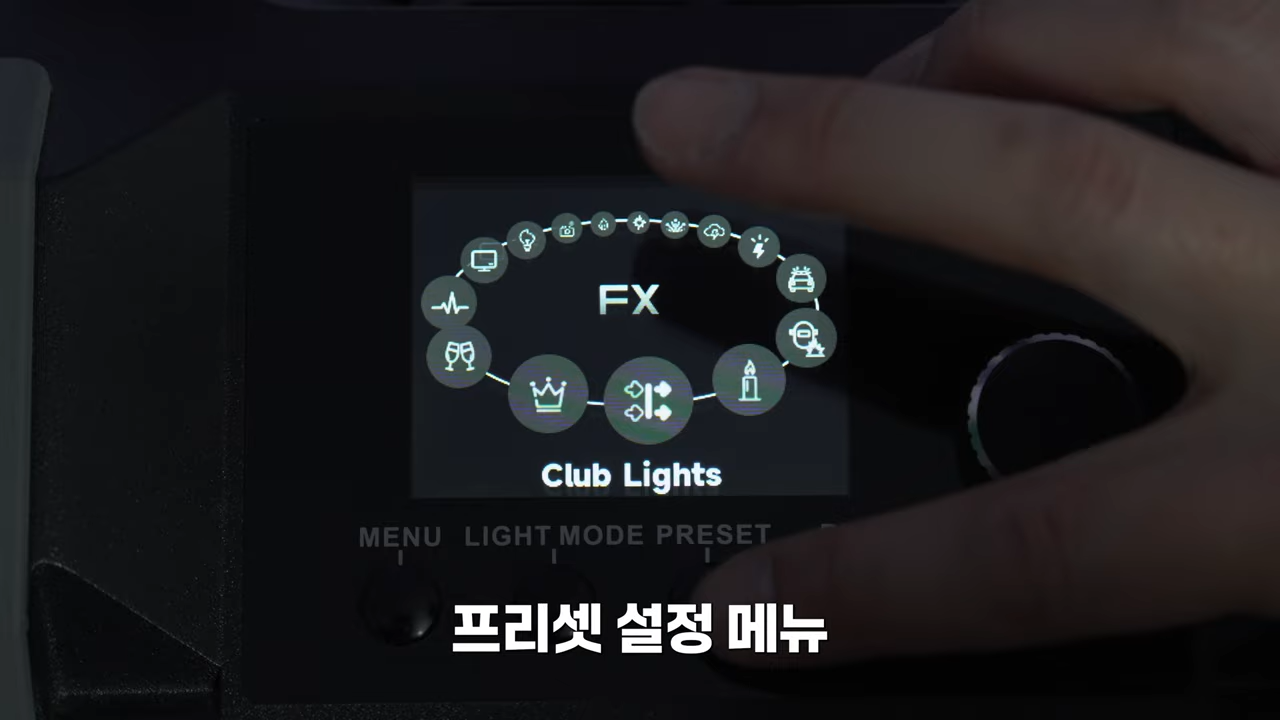 FX
Club Lights
MENU LIGHT MODE PRESET
프리셋 설정 메뉴